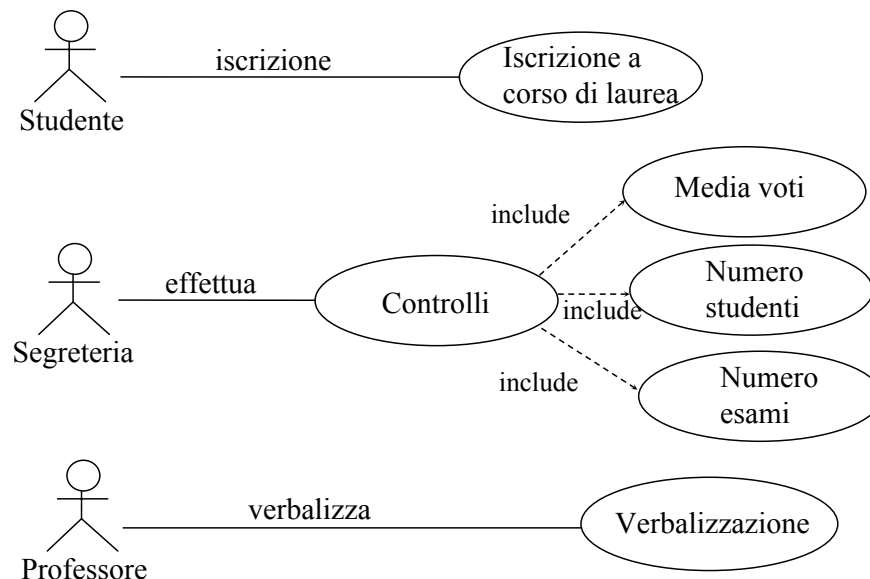 iscrizione
Iscrizione a
corso di laurea
Studente
Media voti
include
effettua
Controlli
include
Numero
studenti
Segreteria
include
Numero
esami
verbalizza
Verbalizzazione
Professore